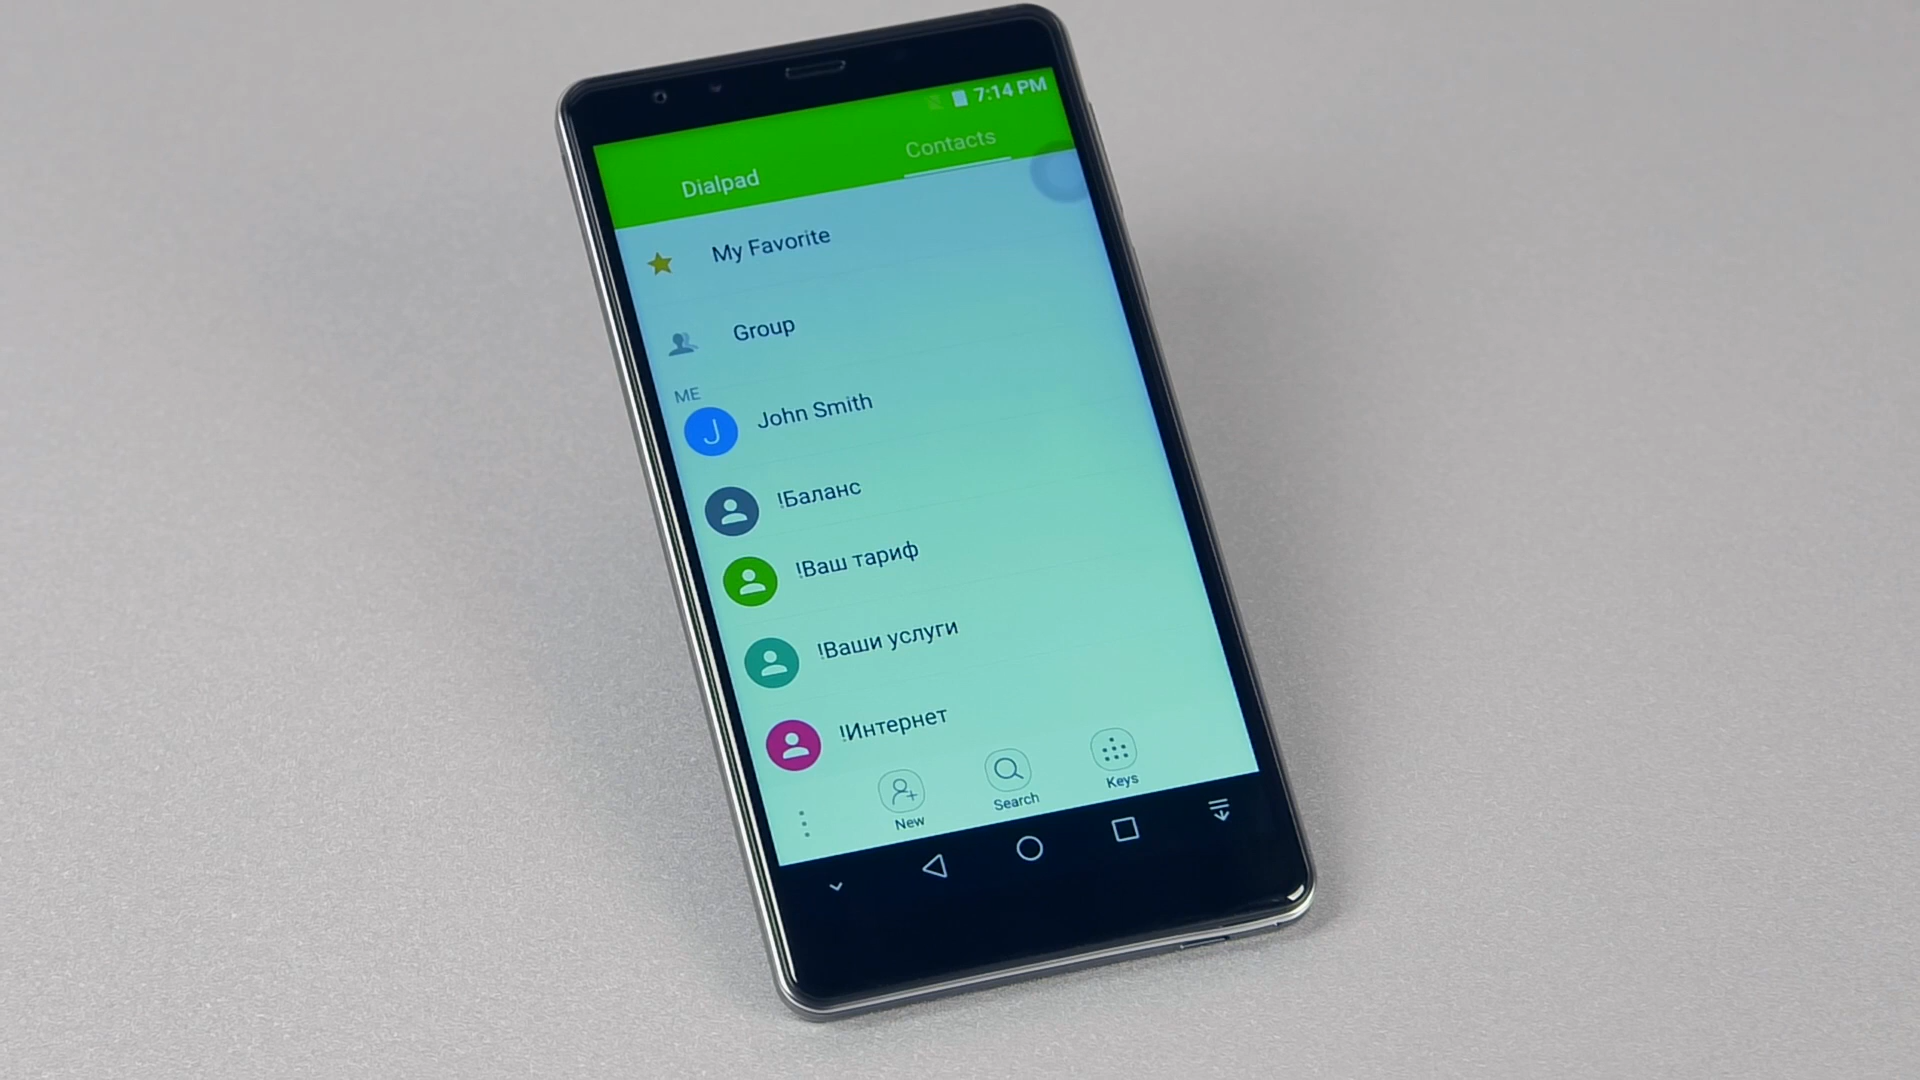 7:14 PM
Dialpad
Contacts
My Favorite
Group
ME
J
John Smith
!Баланс
!Ваш тариф
!Ваши услуги
!Интернет
New
Search
Keys